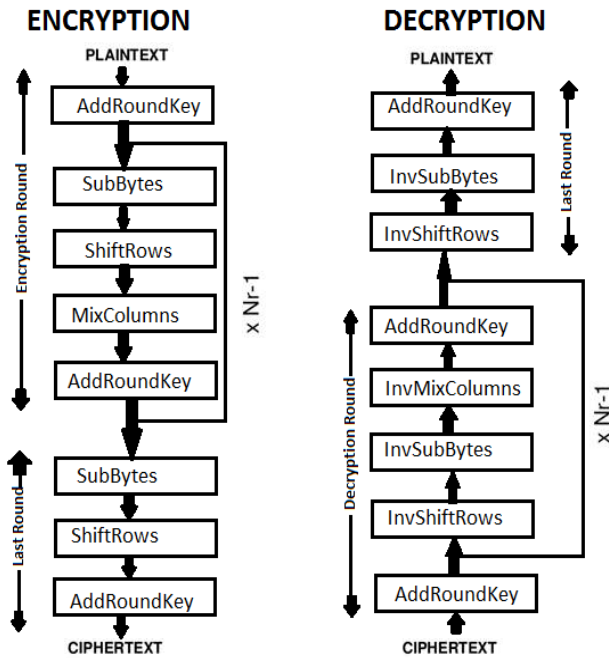 ENCRYPTION
PLAINTEXT
AddRoundKey
SubBytes
ShiftRows
MixColumns
AddRoundKey
SubBytes
ShiftRows
AddRoundKey
CIPHERTEXT
Encryption Round
Last Round
x Nr-1
DECRYPTION
PLAINTEXT
AddRoundKey
InvSubBytes
InvShiftRows
AddRoundKey
InvMixColumns
InvSubBytes
InvShiftRows
AddRoundKey
CIPHERTEXT
Last Round
Decryption Round
x Nr-1